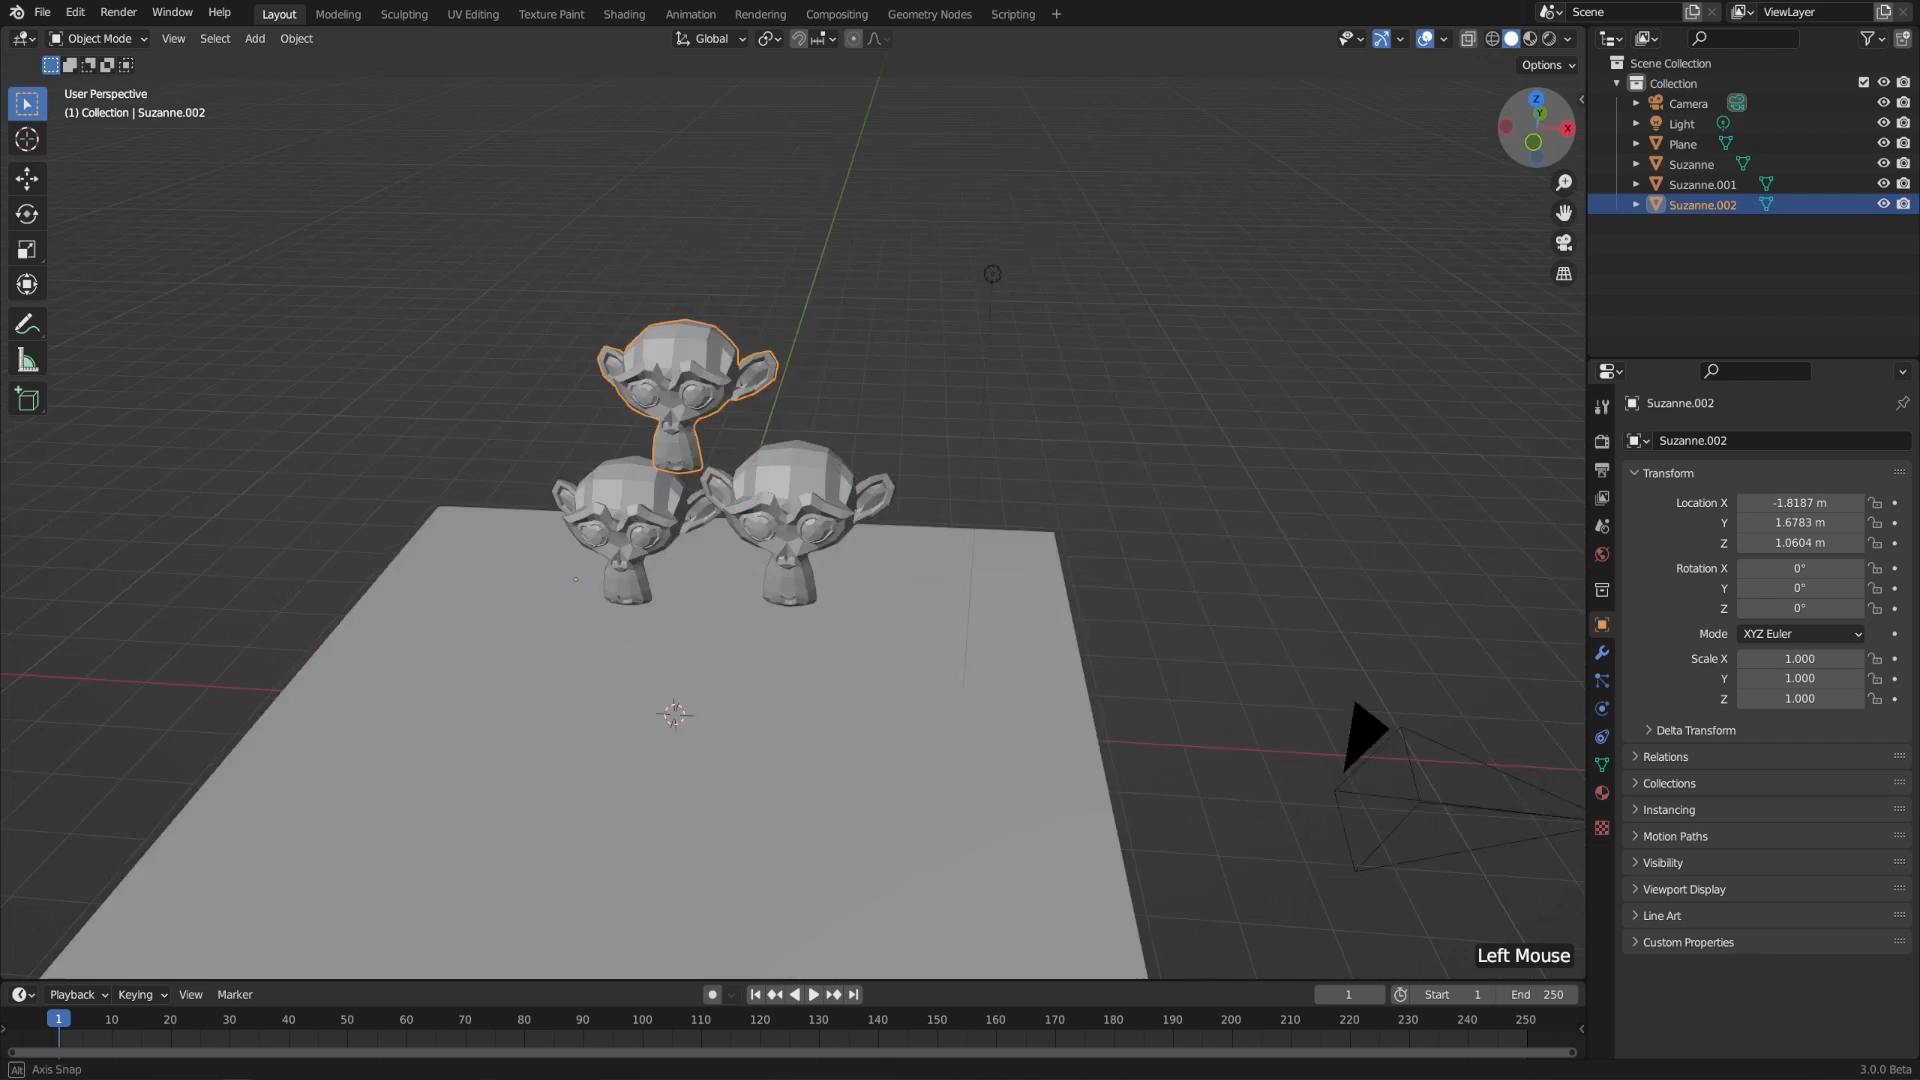 File Edit Render Window Help Layout Modeling Sculpting UV Editing Texture Paint Shading Animation Rendering Compositing Geometry Nodes Scripting Scene ViewLayer
Object Mode View Select Add Object Global
Options
User Perspective
(1) Collection | Suzanne.002
Z
Y
X
Scene Collection
Collection
Camera
Light
Plane
Suzanne
Suzanne.001
Suzanne.002
Suzanne.002
Suzanne.002
Transform
Location X -1.8187 m
Y 1.6783 m
Z 1.0604 m
Rotation X 0°
Y 0°
Z 0°
Mode XYZ Euler
Scale X 1.000
Y 1.000
Z 1.000
Delta Transform
Relations
Collections
Instancing
Motion Paths
Visibility
Viewport Display
Line Art
Custom Properties
Left Mouse
Playback Keying View Marker 1 Start 1 End 250
1 10 20 30 40 50 60 70 80 90 100 110 120 130 140 150 160 170 180 190 200 210 220 230 240 250
Alt Axis Snap 3.0.0 Beta